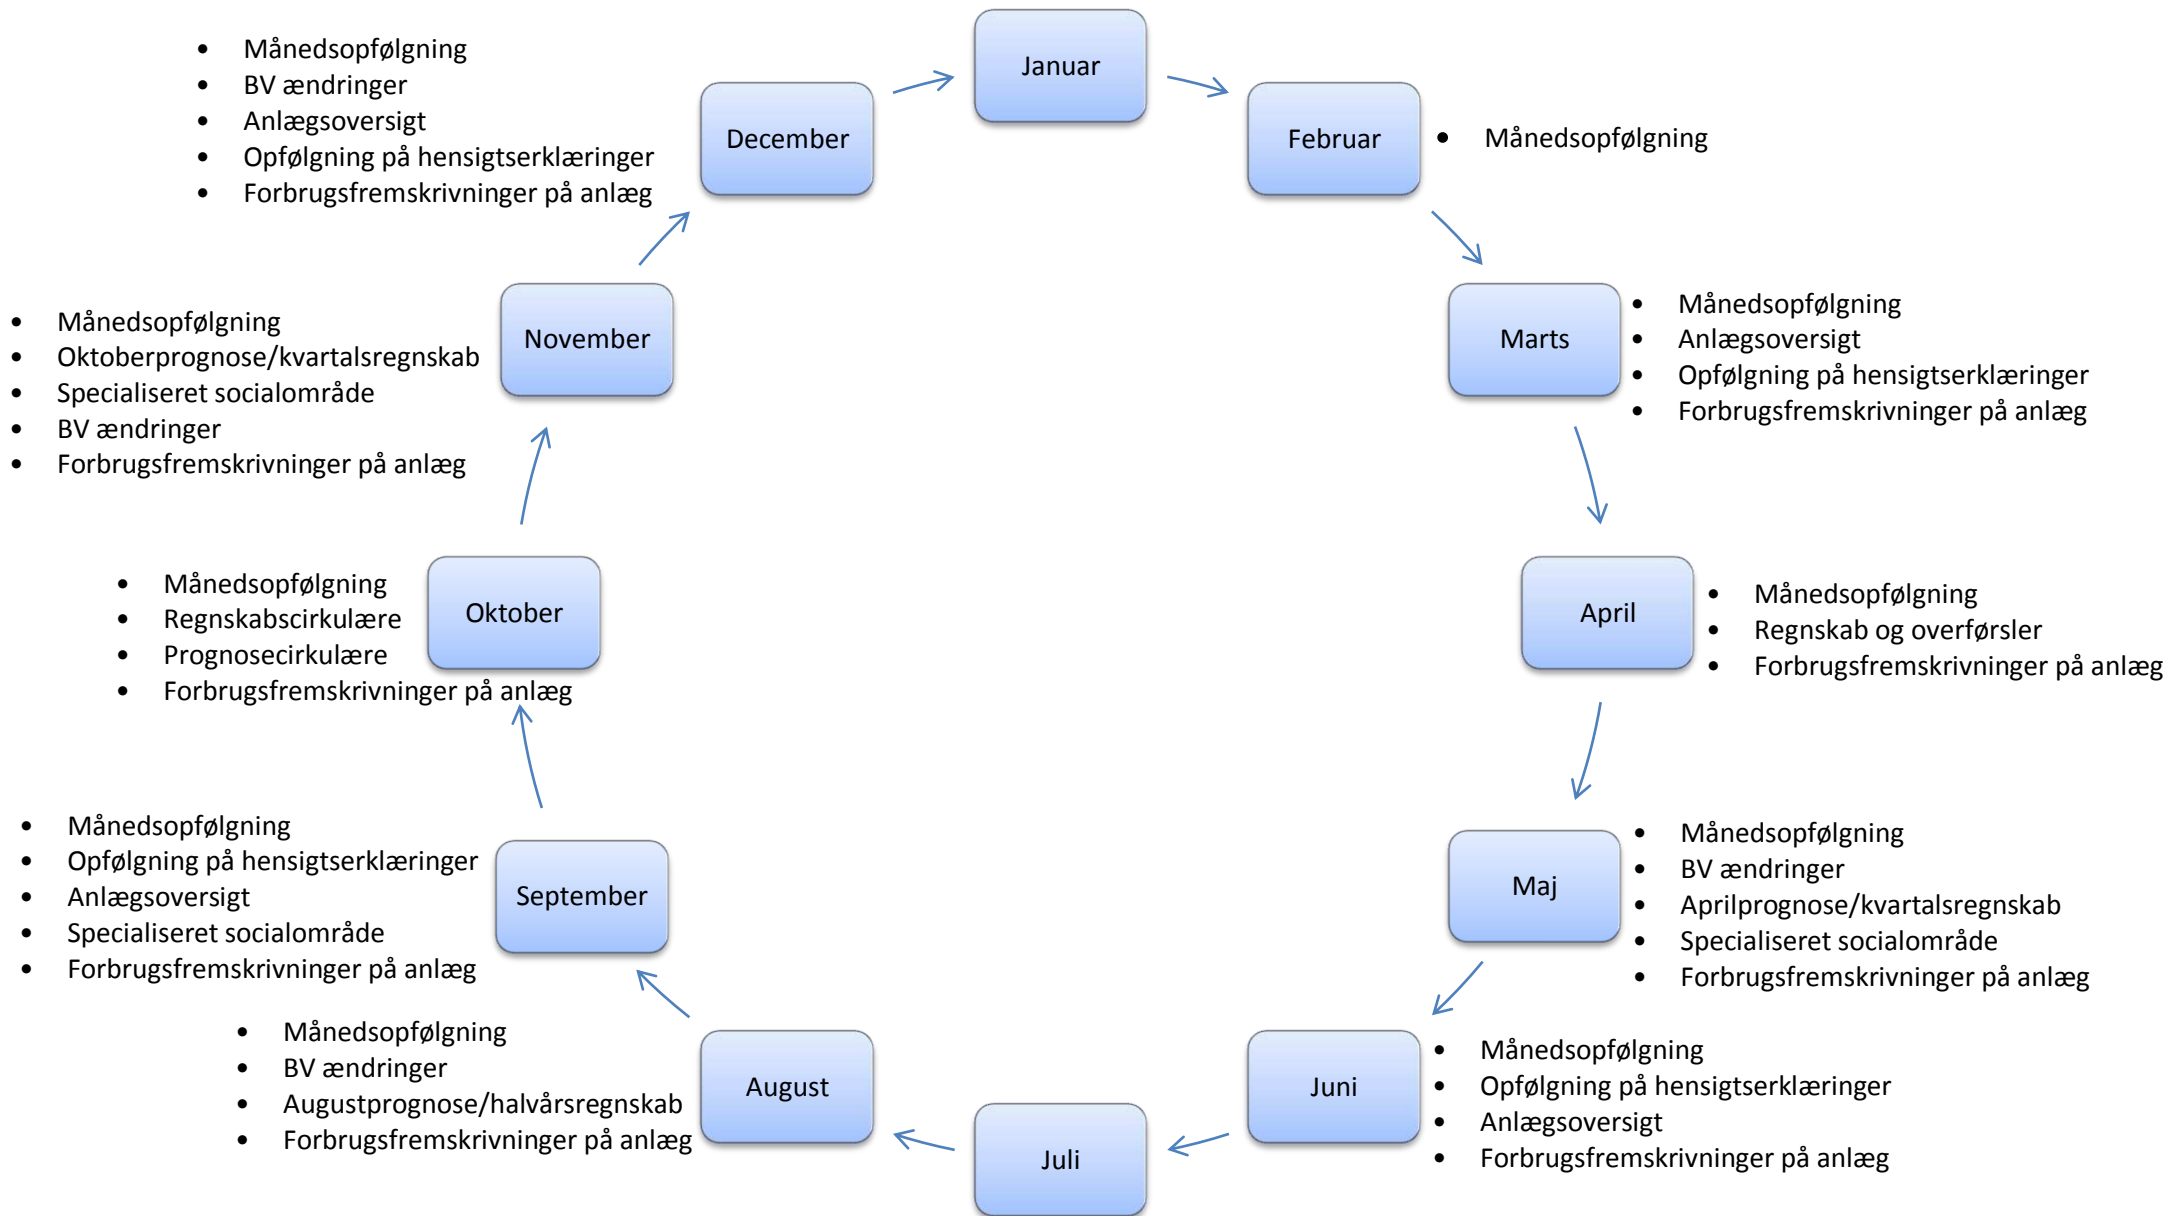 Januar
Februar
• Månedsopfølgning
Marts
• Månedsopfølgning
• Anlægsoversigt
• Opfølgning på hensigtserklæringer
• Forbrugsfremskrivninger på anlæg
April
• Månedsopfølgning
• Regnskab og overførsler
• Forbrugsfremskrivninger på anlæg
Maj
• Månedsopfølgning
• BV ændringer
• Aprilprognose/kvartalsregnskab
• Specialiseret socialområde
• Forbrugsfremskrivninger på anlæg
Juni
• Månedsopfølgning
• Opfølgning på hensigtserklæringer
• Anlægsoversigt
• Forbrugsfremskrivninger på anlæg
Juli
August
• Månedsopfølgning
• BV ændringer
• Augustprognose/halvårsregnskab
• Forbrugsfremskrivninger på anlæg
September
• Månedsopfølgning
• Opfølgning på hensigtserklæringer
• Anlægsoversigt
• Specialiseret socialområde
• Forbrugsfremskrivninger på anlæg
Oktober
• Månedsopfølgning
• Regnskabscirkulære
• Prognosecirkulære
• Forbrugsfremskrivninger på anlæg
November
• Månedsopfølgning
• Oktoberprognose/kvartalsregnskab
• Specialiseret socialområde
• BV ændringer
• Forbrugsfremskrivninger på anlæg
December
• Månedsopfølgning
• BV ændringer
• Anlægsoversigt
• Opfølgning på hensigtserklæringer
• Forbrugsfremskrivninger på anlæg